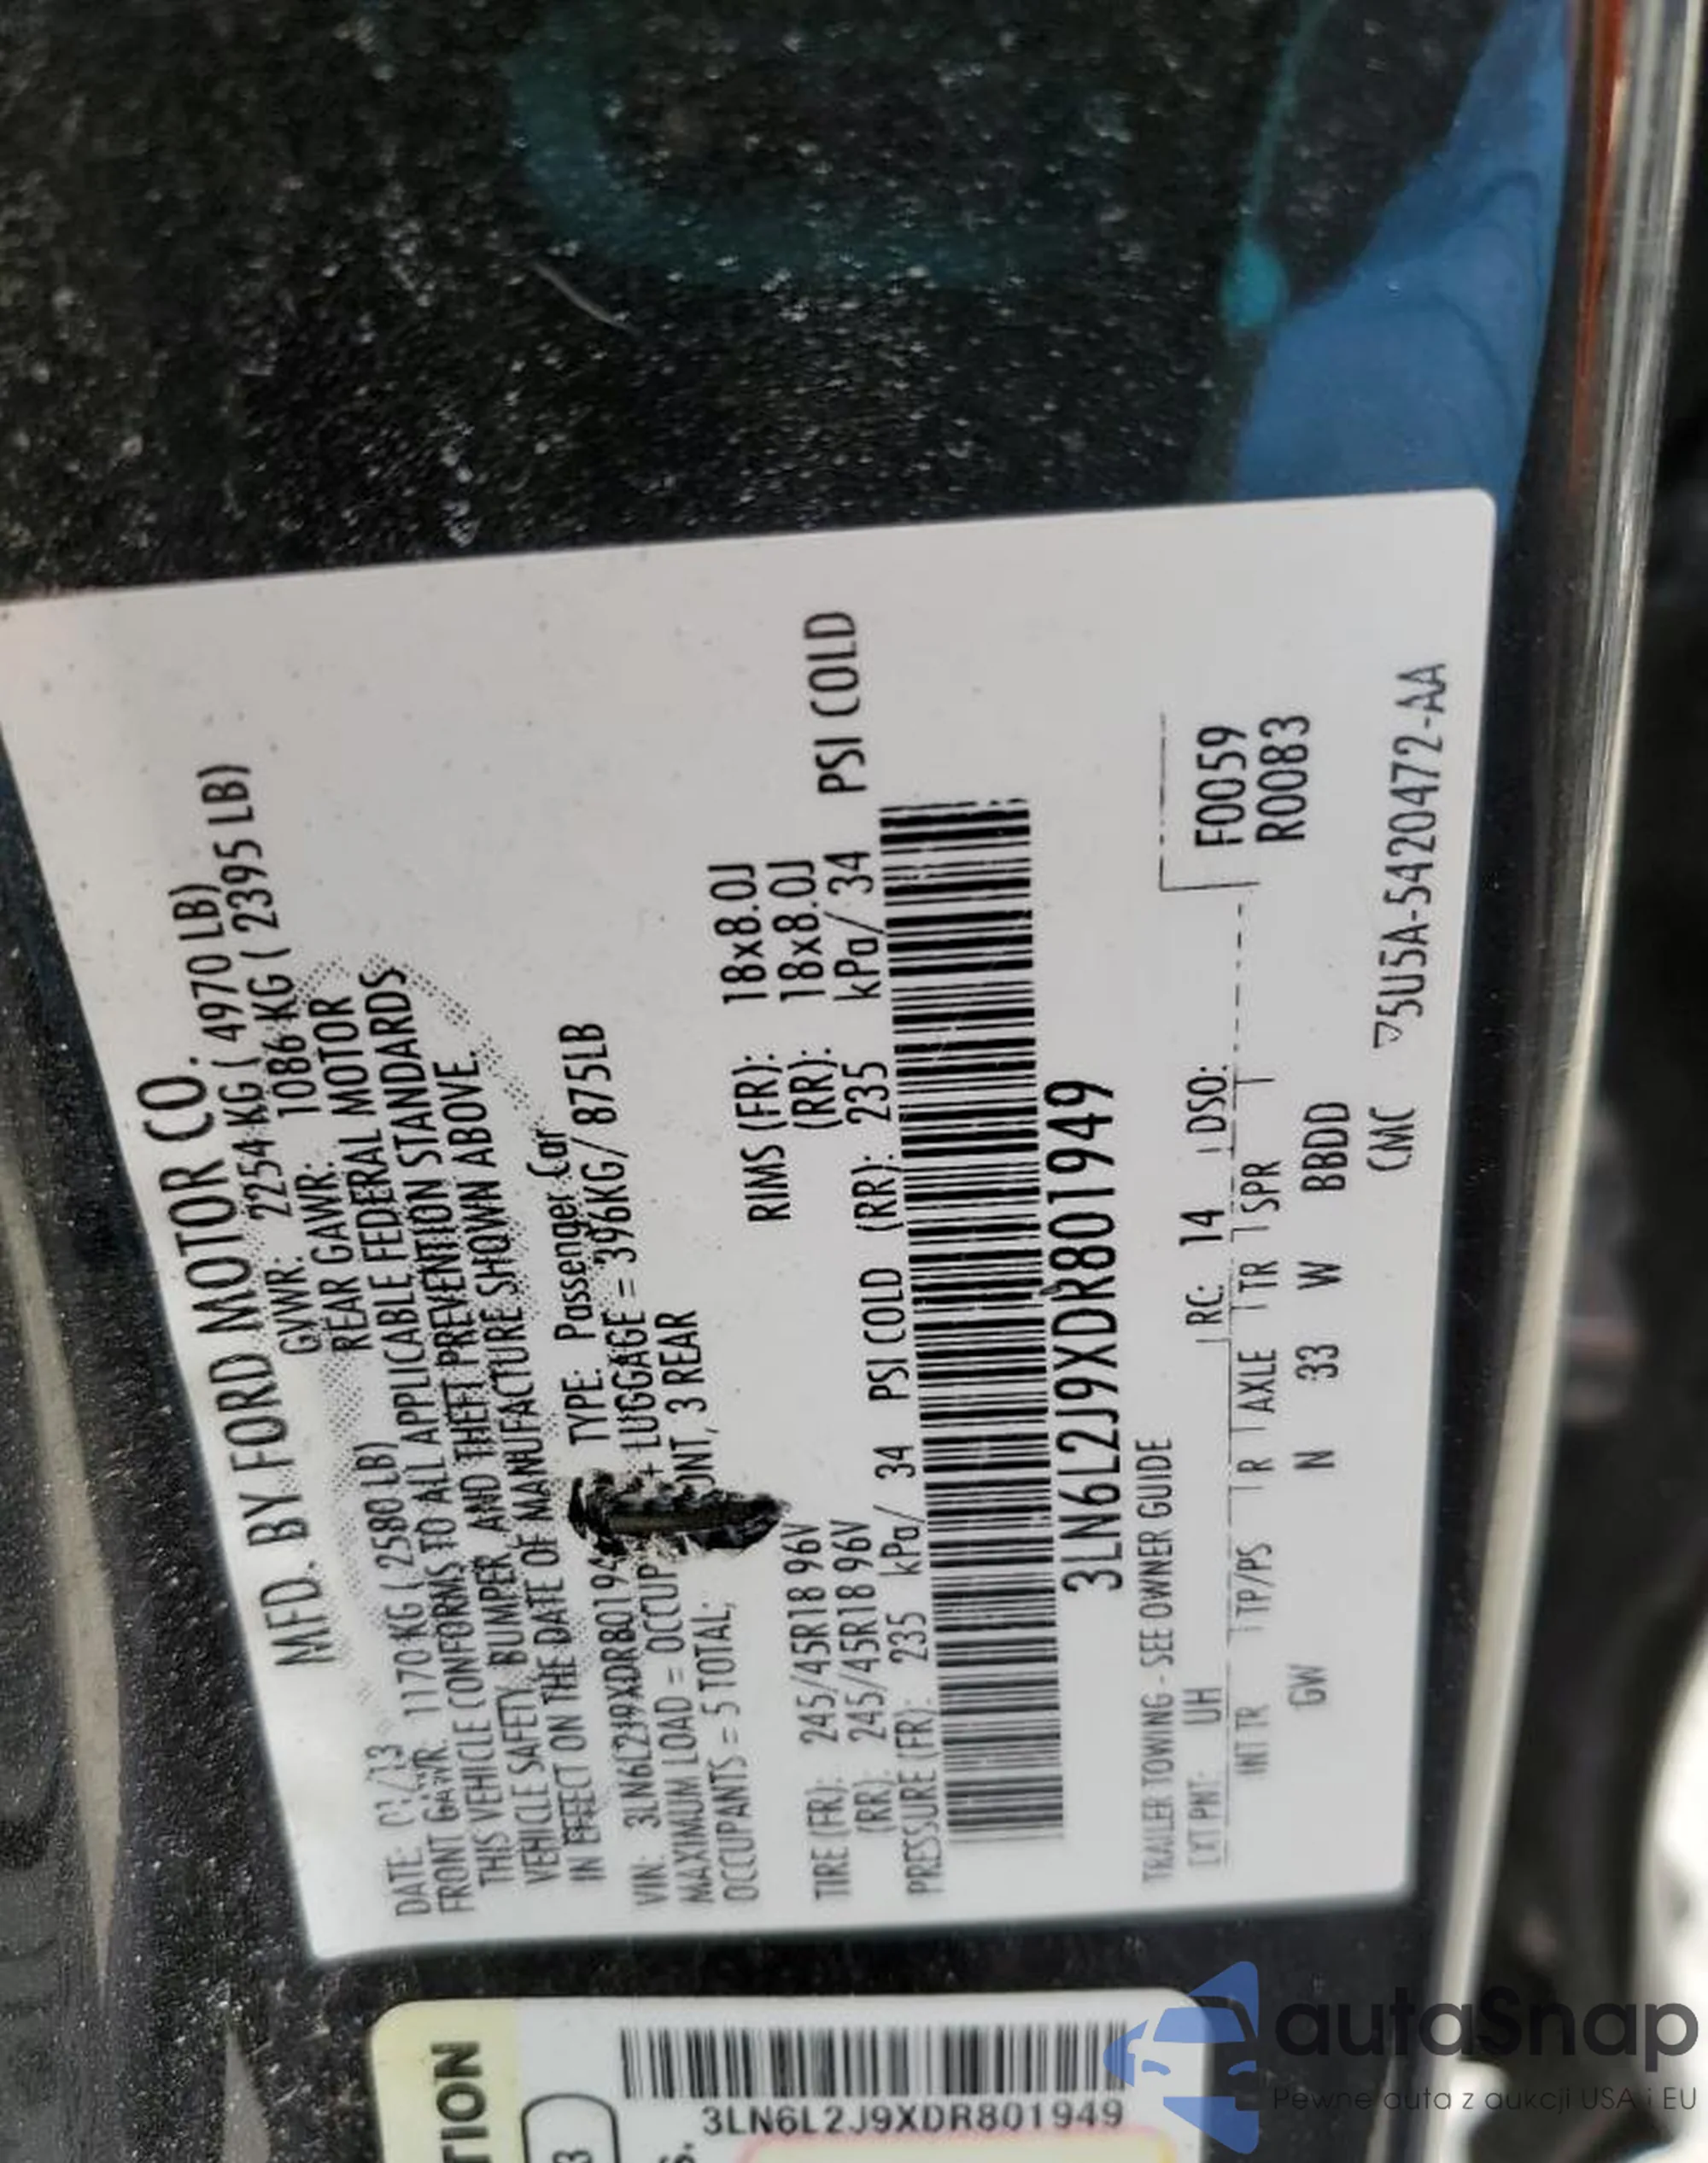 MFD. BY FORD MOTOR CO.
DATE: 01/13 GVWR: 2254 KG ( 4970 LB)
FRONT GAWR: 1170 KG ( 2580 LB) REAR GAWR: 1086 KG ( 2395 LB)
THIS VEHICLE CONFORMS TO ALL APPLICABLE FEDERAL MOTOR
VEHICLE SAFETY, BUMPER, AND THEFT PREVENTION STANDARDS
IN EFFECT ON THE DATE OF MANUFACTURE SHOWN ABOVE.
VIN: 3LN6L2J9XDR80194 TYPE: Passenger Car
MAXIMUM LOAD = OCCUP + LUGGAGE = 396KG/ 875LB
OCCUPANTS = 5 TOTAL; ONT, 3 REAR
TIRE (FR): 245/45R18 96V RIMS (FR): 18x8.0J
(RR): 245/45R18 96V (RR): 18x8.0J
PRESSURE (FR): 235 kPa/ 34 PSI COLD (RR): 235 kPa/ 34 PSI COLD
3LN6L2J9XDR801949
TRAILER TOWING - SEE OWNER GUIDE
EXT PNT: UH RC: 14 DSO:
F0059
INT TR TP/PS R AXLE TR SPR R0083
GW N 33 W BBDD
CMC ▽5U5A-5420472-AA
TION
3LN6L2J9XDR801949
autaSnap
Pewne auta z aukcji USA i EU